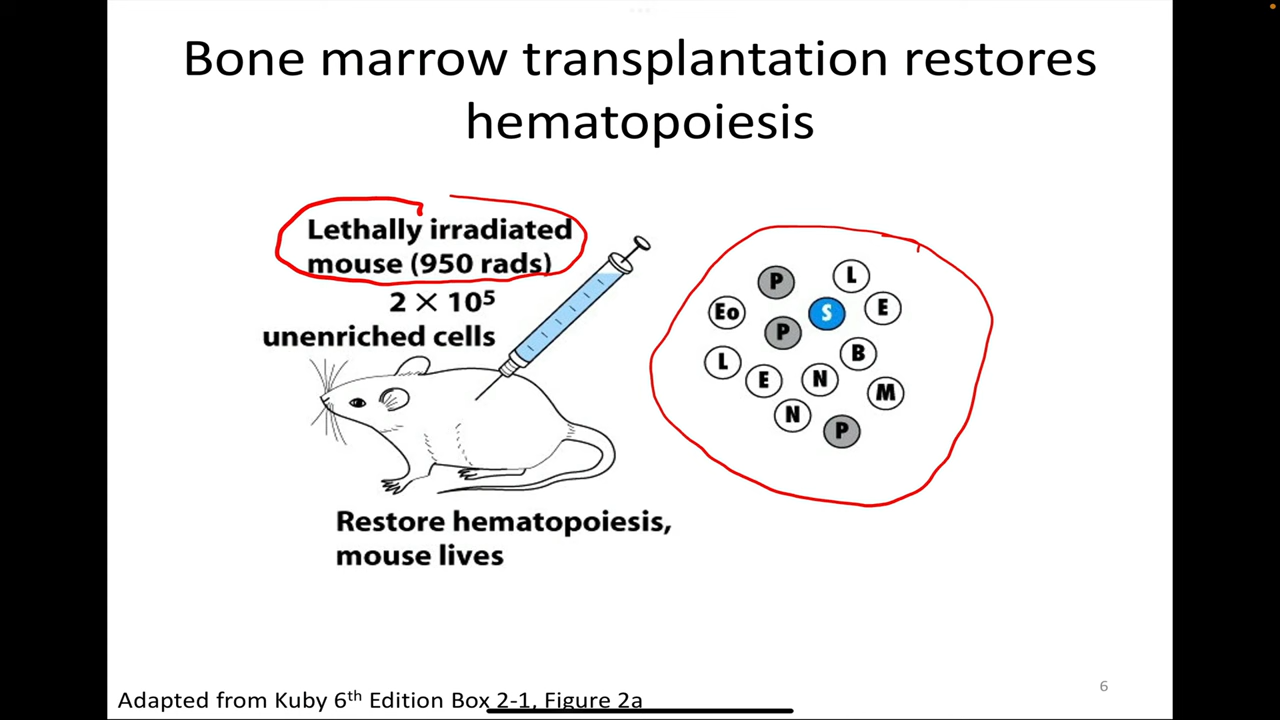 Bone marrow transplantation restores
hematopoiesis
Lethally irradiated
mouse (950 rads)
2 × 10⁵
unenriched cells
P
L
Eo
S
E
P
B
L
E
N
M
N
P
Restore hematopoiesis,
mouse lives
6
Adapted from Kuby 6th Edition Box 2-1, Figure 2a